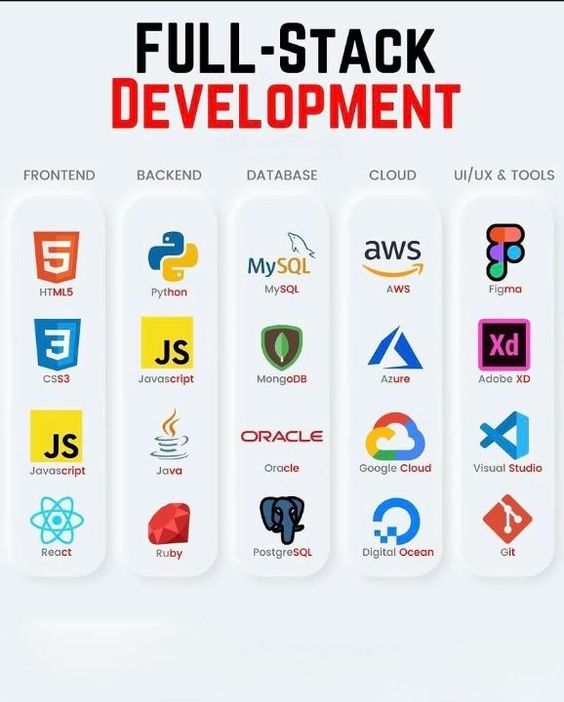 FULL-STACK
DEVELOPMENT
FRONTEND BACKEND DATABASE CLOUD UI/UX & TOOLS
5
HTML5
3
CSS3
JS
Javascript
React
Python
JS
Javascript
Java
Ruby
MySQL
MySQL
MongoDB
ORACLE
Oracle
PostgreSQL
aws
AWS
Azure
Google Cloud
Digital Ocean
Figma
Xd
Adobe XD
Visual Studio
Git